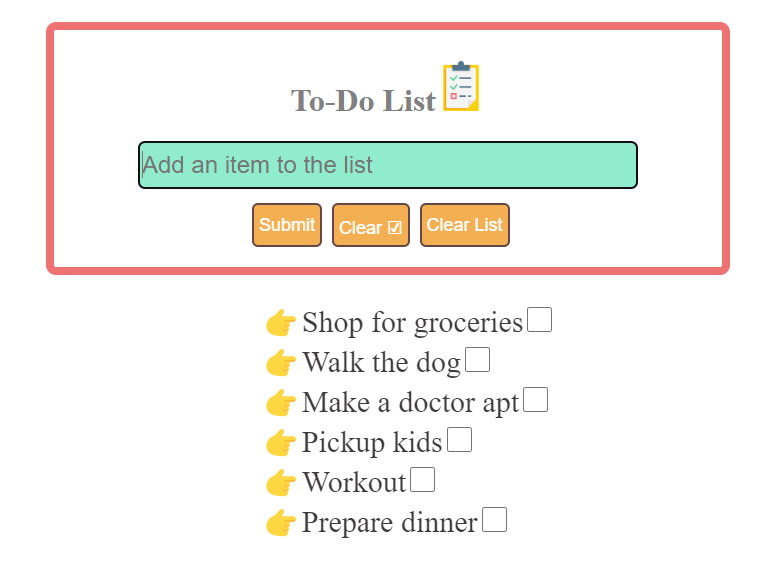 To-Do List
Add an item to the list
Submit Clear ☑ Clear List
👉Shop for groceries
👉Walk the dog
👉Make a doctor apt
👉Pickup kids
👉Workout
👉Prepare dinner